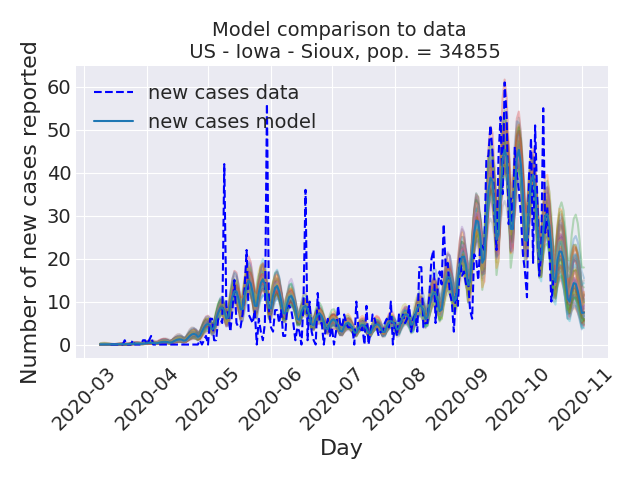 Model comparison to data
US - Iowa - Sioux, pop. = 34855
Number of new cases reported
60
50
40
30
20
10
0
new cases data
new cases model
2020-03
2020-04
2020-05
2020-06
2020-07
2020-08
2020-09
2020-10
2020-11
Day